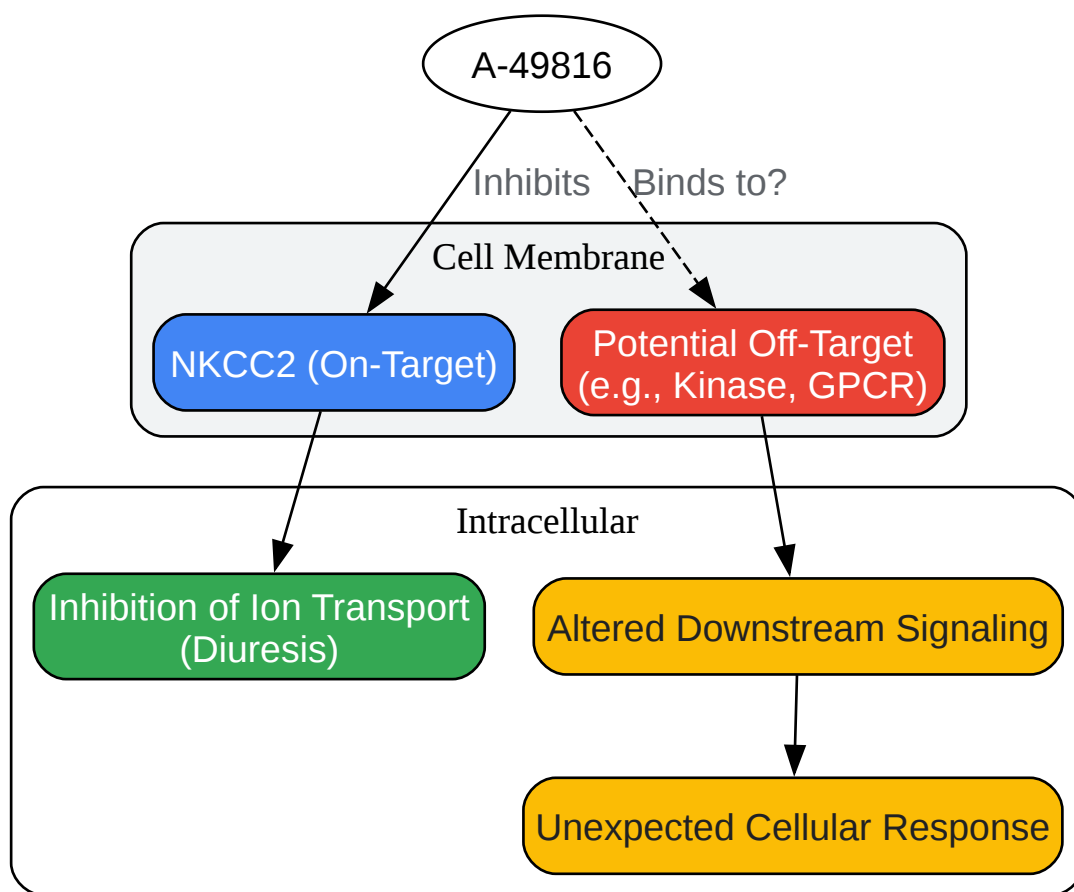 A-49816
Inhibits
Binds to?
Cell Membrane
NKCC2 (On-Target)
Potential Off-Target
(e.g., Kinase, GPCR)
Intracellular
Inhibition of Ion Transport
(Diuresis)
Altered Downstream Signaling
Unexpected Cellular Response